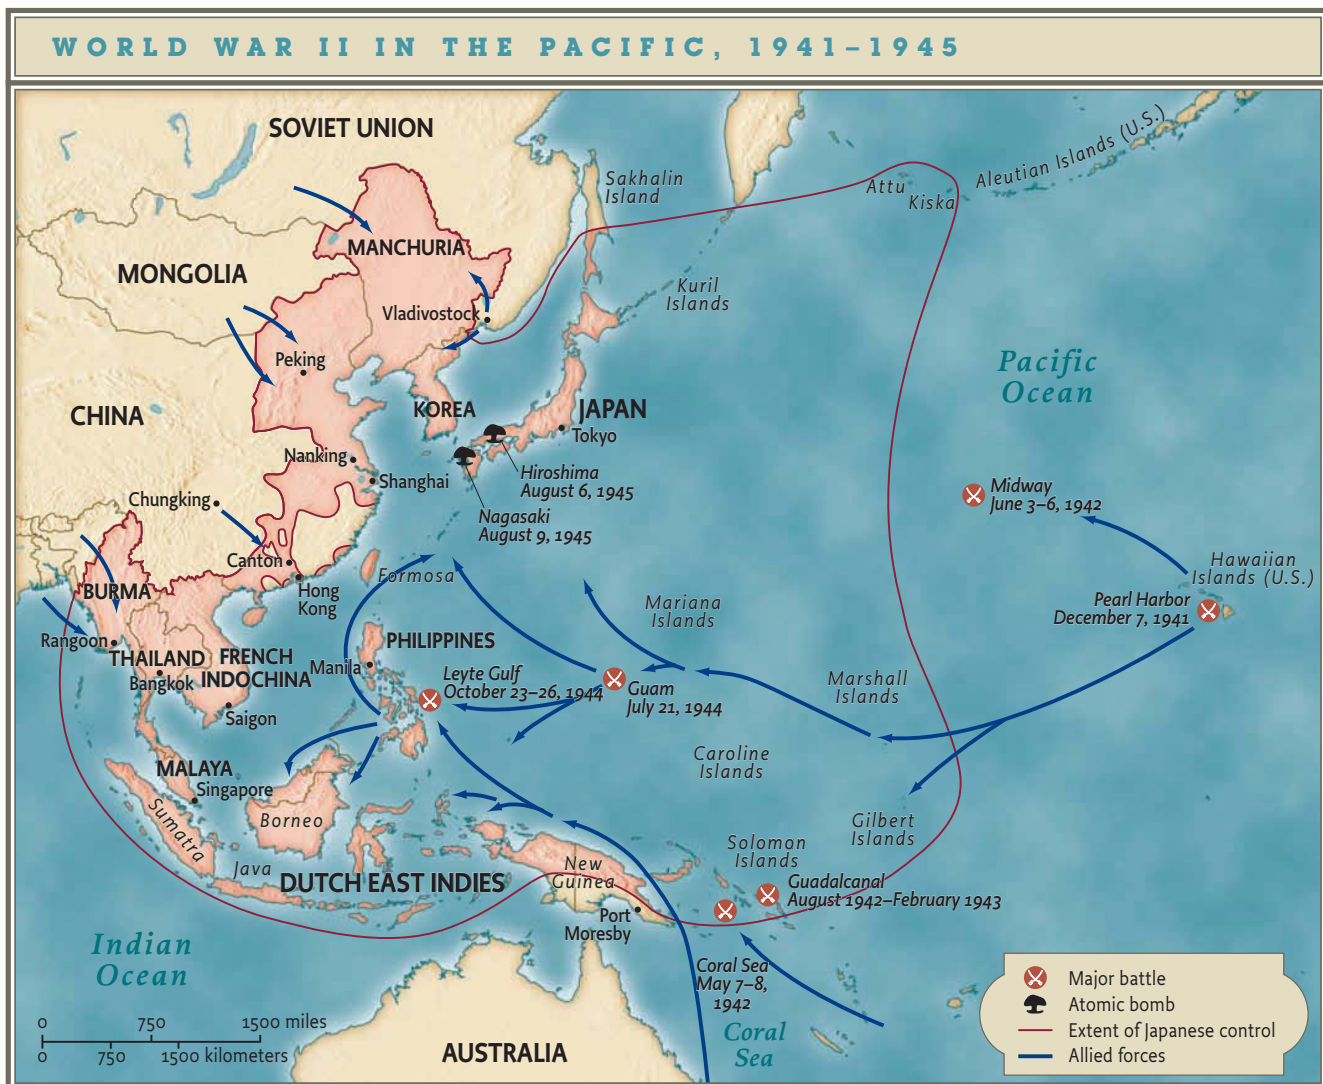 WORLD WAR II IN THE PACIFIC, 1941–1945
SOVIET UNION
Sakhalin
Island
Attu
Kiska
Aleutian Islands (U.S.)
MANCHURIA
MONGOLIA
Kuril
Islands
Vladivostock
Peking
Pacific
Ocean
CHINA
KOREA
JAPAN
Tokyo
Nanking
Shanghai
Hiroshima
August 6, 1945
Chungking
Nagasaki
August 9, 1945
Midway
June 3–6, 1942
Canton
Hong
Kong
Formosa
Hawaiian
Islands (U.S.)
BURMA
Mariana
Islands
Pearl Harbor
December 7, 1941
Rangoon
THAILAND
Bangkok
FRENCH
INDOCHINA
Saigon
PHILIPPINES
Manila
Leyte Gulf
October 23–26, 1944
Guam
July 21, 1944
Marshall
Islands
MALAYA
Singapore
Caroline
Islands
Sumatra
Borneo
Gilbert
Islands
Java
DUTCH EAST INDIES
New
Guinea
Solomon
Islands
Guadalcanal
August 1942–February 1943
Port
Moresby
Indian
Ocean
Coral Sea
May 7–8,
1942
Coral
Sea
AUSTRALIA
0 750 1500 miles
0 750 1500 kilometers
Major battle
Atomic bomb
Extent of Japanese control
Allied forces